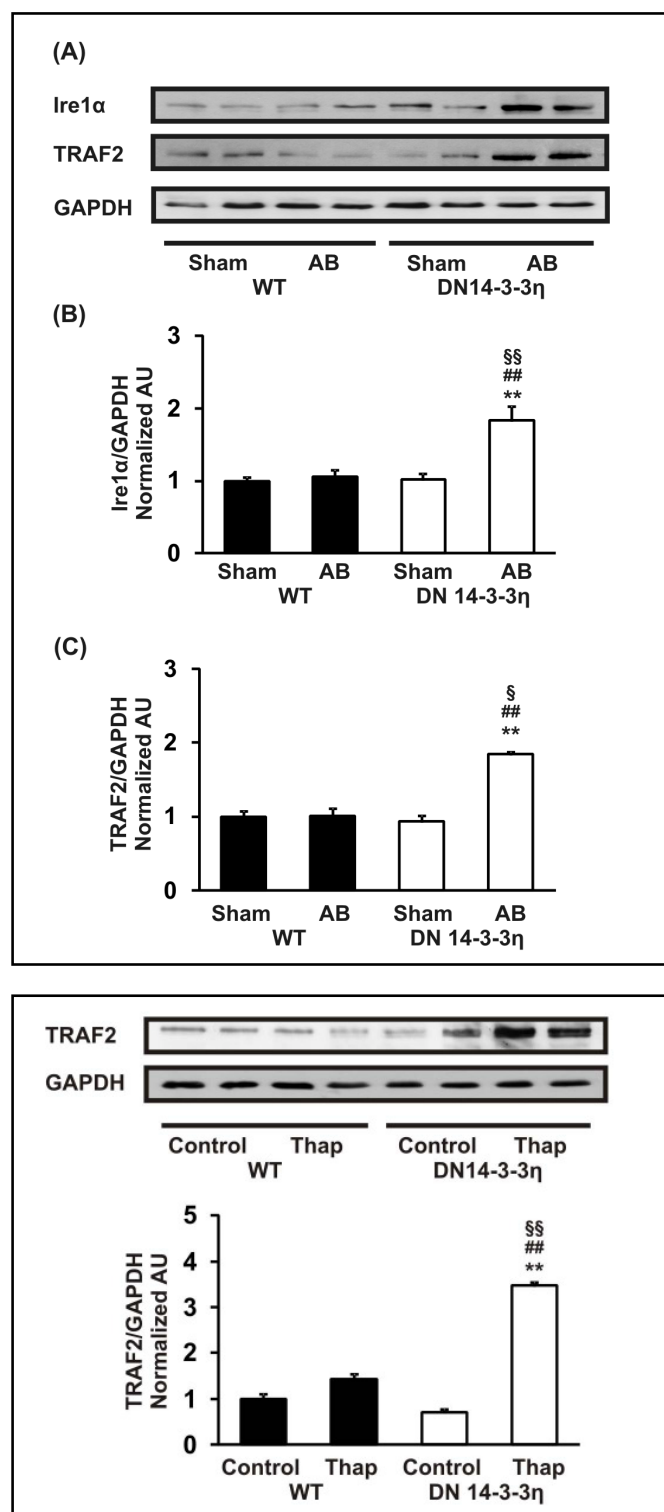 (A)
Ire1α
TRAF2
GAPDH
Sham AB Sham AB
WT DN14-3-3η
(B)
Ire1α/GAPDH
Normalized AU
3
2
1
0
§§
##
**
Sham AB Sham AB
WT DN 14-3-3η
(C)
TRAF2/GAPDH
Normalized AU
3
2
1
0
§
##
**
Sham AB Sham AB
WT DN 14-3-3η
TRAF2
GAPDH
Control Thap Control Thap
WT DN14-3-3η
TRAF2/GAPDH
Normalized AU
5
4
3
2
1
0
§§
##
**
Control Thap Control Thap
WT DN 14-3-3η